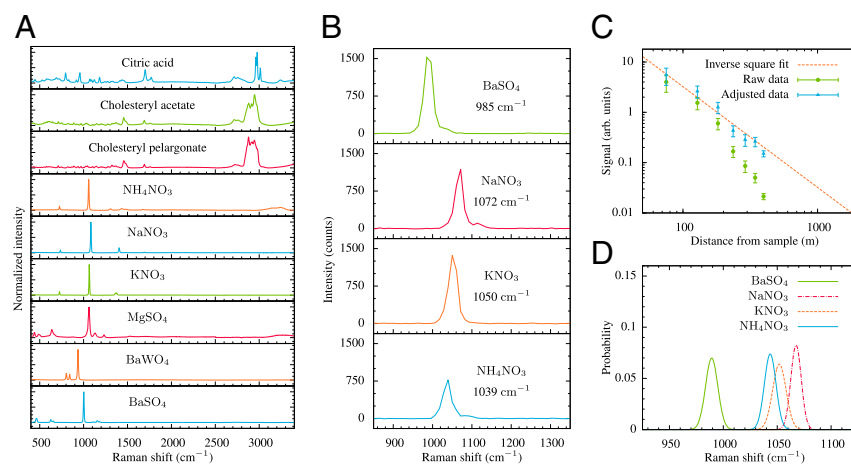 A
Normalized intensity
Citric acid
Cholesteryl acetate
Cholesteryl pelargonate
NH₄NO₃
NaNO₃
KNO₃
MgSO₄
BaWO₄
BaSO₄
500 1000 1500 2000 2500 3000
Raman shift (cm⁻¹)
B
Intensity (counts)
1500
750
0
BaSO₄
985 cm⁻¹
1500
750
0
NaNO₃
1072 cm⁻¹
1500
750
0
KNO₃
1050 cm⁻¹
1500
750
0
NH₄NO₃
1039 cm⁻¹
900 1000 1100 1200 1300
Raman shift (cm⁻¹)
C
Signal (arb. units)
10
1
0.1
0.01
Inverse square fit
Raw data
Adjusted data
100 1000
Distance from sample (m)
D
Probability
0.15
0.1
0.05
0
BaSO₄
NaNO₃
KNO₃
NH₄NO₃
950 1000 1050 1100
Raman shift (cm⁻¹)